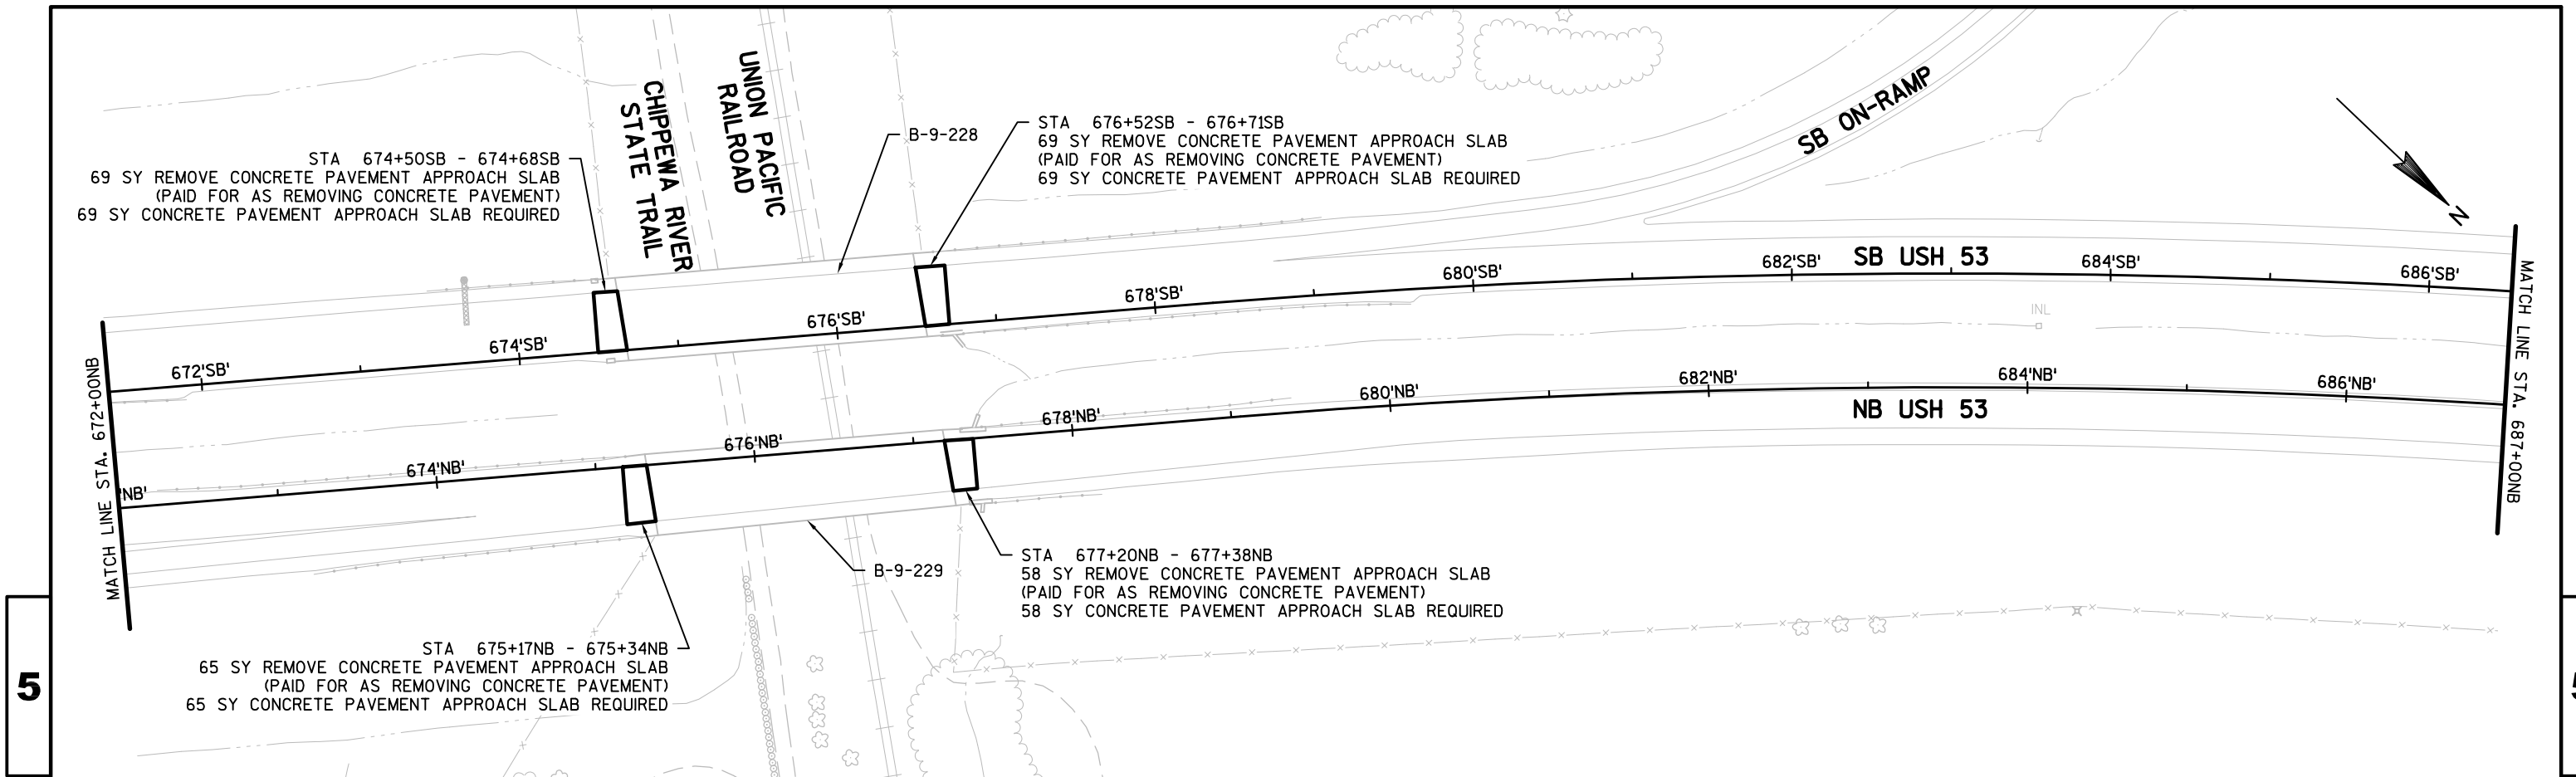 CHIPPEWA RIVER
STATE TRAIL
UNION PACIFIC
RAILROAD
B-9-228
STA 676+52SB - 676+71SB
69 SY REMOVE CONCRETE PAVEMENT APPROACH SLAB
(PAID FOR AS REMOVING CONCRETE PAVEMENT)
69 SY CONCRETE PAVEMENT APPROACH SLAB REQUIRED
STA 674+50SB - 674+68SB
69 SY REMOVE CONCRETE PAVEMENT APPROACH SLAB
(PAID FOR AS REMOVING CONCRETE PAVEMENT)
69 SY CONCRETE PAVEMENT APPROACH SLAB REQUIRED
SB ON-RAMP
N
672'SB'
674'SB'
676'SB'
678'SB'
680'SB'
682'SB'
SB USH 53
684'SB'
686'SB'
INL
MATCH LINE STA. 672+00NB
MATCH LINE STA. 687+00NB
'NB'
674'NB'
676'NB'
678'NB'
680'NB'
682'NB'
NB USH 53
684'NB'
686'NB'
B-9-229
STA 677+20NB - 677+38NB
58 SY REMOVE CONCRETE PAVEMENT APPROACH SLAB
(PAID FOR AS REMOVING CONCRETE PAVEMENT)
58 SY CONCRETE PAVEMENT APPROACH SLAB REQUIRED
STA 675+17NB - 675+34NB
65 SY REMOVE CONCRETE PAVEMENT APPROACH SLAB
(PAID FOR AS REMOVING CONCRETE PAVEMENT)
65 SY CONCRETE PAVEMENT APPROACH SLAB REQUIRED
5